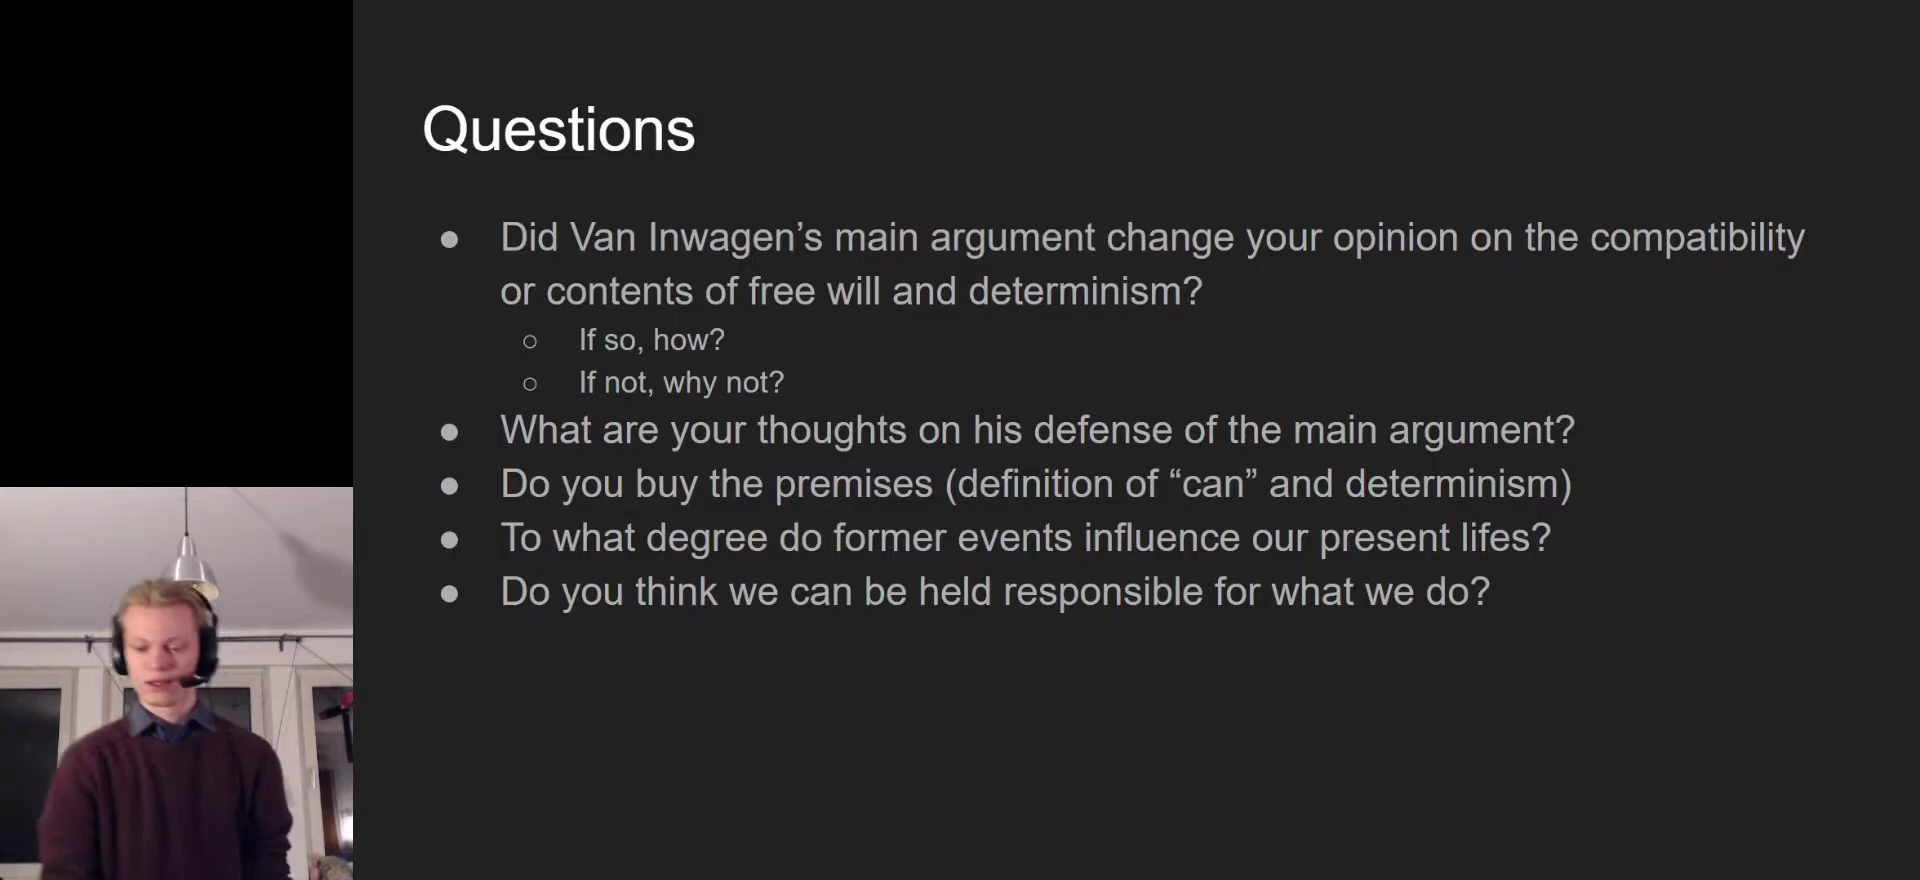 Questions
● Did Van Inwagen’s main argument change your opinion on the compatibility
or contents of free will and determinism?
○ If so, how?
○ If not, why not?
● What are your thoughts on his defense of the main argument?
● Do you buy the premises (definition of “can” and determinism)
● To what degree do former events influence our present lifes?
● Do you think we can be held responsible for what we do?